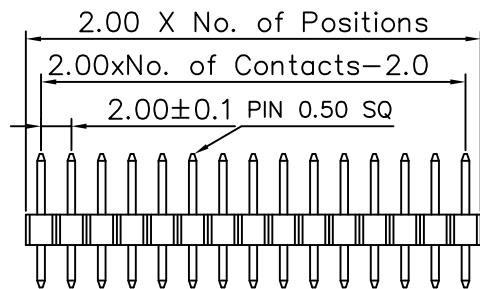 2.00 X No. of Positions
2.00xNo. of Contacts-2.0
2.00±0.1 PIN 0.50 SQ